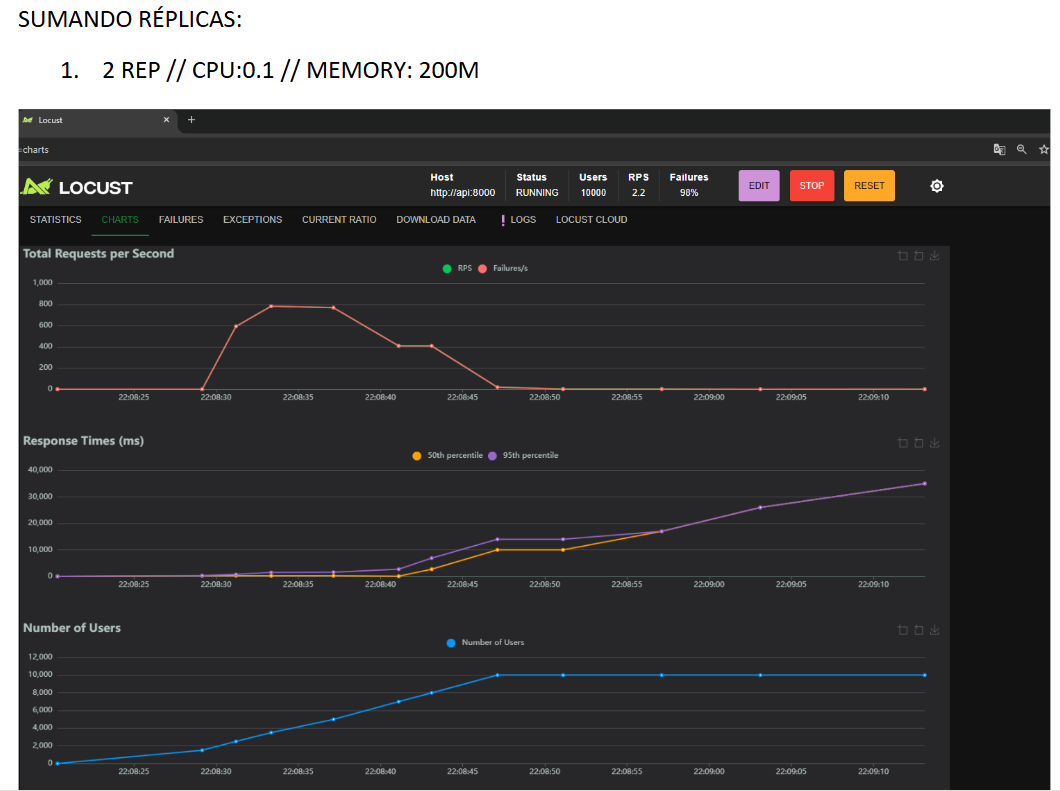 SUMANDO RÉPLICAS:
1. 2 REP // CPU:0.1 // MEMORY: 200M
Locust × +
=charts
LOCUST
Host Status Users RPS Failures
http://api:8000 RUNNING 10000 2.2 98%
EDIT STOP RESET
STATISTICS CHARTS FAILURES EXCEPTIONS CURRENT RATIO DOWNLOAD DATA ! LOGS LOCUST CLOUD
Total Requests per Second
RPS Failures/s
1,000
800
600
400
200
0
22:08:25 22:08:30 22:08:35 22:08:40 22:08:45 22:08:50 22:08:55 22:09:00 22:09:05 22:09:10
Response Times (ms)
50th percentile 95th percentile
40,000
30,000
20,000
10,000
0
22:08:25 22:08:30 22:08:35 22:08:40 22:08:45 22:08:50 22:08:55 22:09:00 22:09:05 22:09:10
Number of Users
Number of Users
12,000
10,000
8,000
6,000
4,000
2,000
0
22:08:25 22:08:30 22:08:35 22:08:40 22:08:45 22:08:50 22:08:55 22:09:00 22:09:05 22:09:10